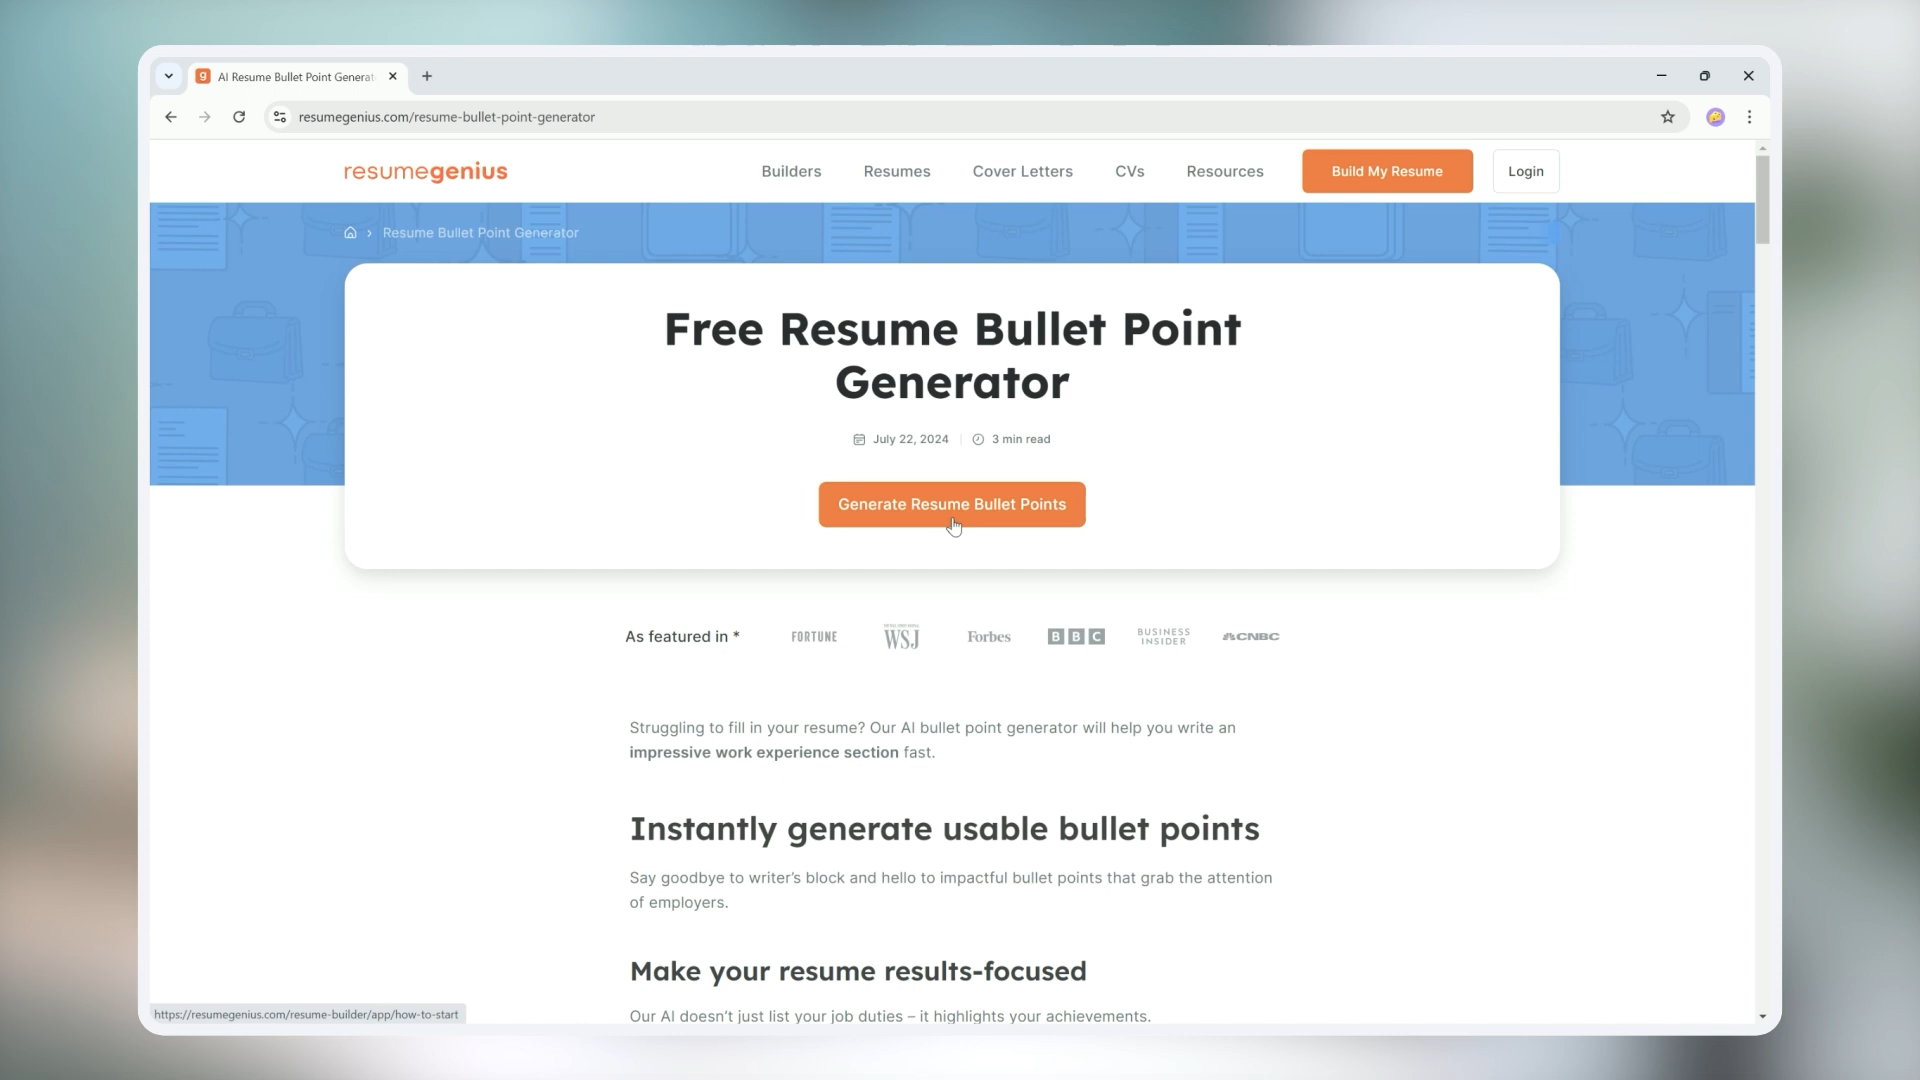 AI Resume Bullet Point Generat
resumegenius.com/resume-bullet-point-generator
resumegenius
Builders
Resumes
Cover Letters
CVs
Resources
Build My Resume
Login
Resume Bullet Point Generator
Free Resume Bullet Point
Generator
July 22, 2024
3 min read
Generate Resume Bullet Points
As featured in *
FORTUNE
WSJ
Forbes
BBC
BUSINESS
INSIDER
CNBC
Struggling to fill in your resume? Our AI bullet point generator will help you write an
impressive work experience section fast.
Instantly generate usable bullet points
Say goodbye to writer's block and hello to impactful bullet points that grab the attention
of employers.
Make your resume results-focused
Our AI doesn't just list your job duties – it highlights your achievements.
https://resumegenius.com/resume-builder/app/how-to-start